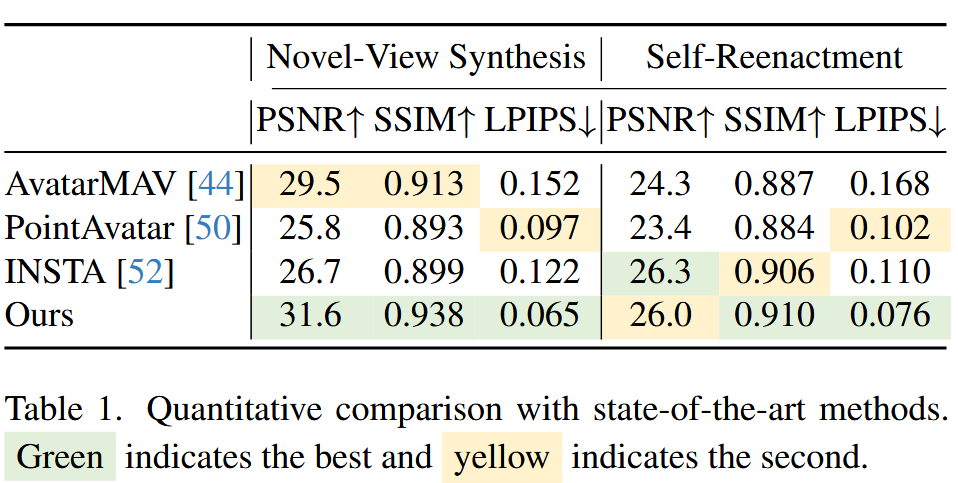 Novel-View Synthesis Self-Reenactment
PSNR↑ SSIM↑ LPIPS↓ PSNR↑ SSIM↑ LPIPS↓
AvatarMAV [44] 29.5 0.913 0.152 24.3 0.887 0.168
PointAvatar [50] 25.8 0.893 0.097 23.4 0.884 0.102
INSTA [52] 26.7 0.899 0.122 26.3 0.906 0.110
Ours 31.6 0.938 0.065 26.0 0.910 0.076
Table 1. Quantitative comparison with state-of-the-art methods.
Green indicates the best and yellow indicates the second.